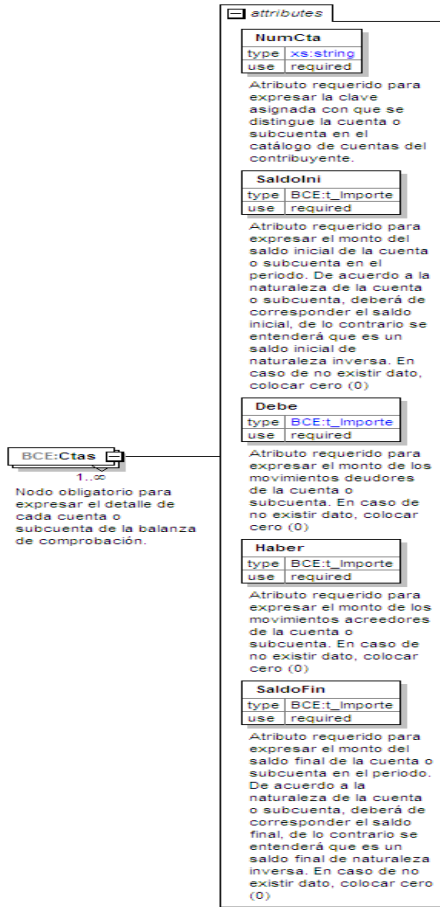 attributes
NumCta
type xs:string
use required
Atributo requerido para
expresar la clave
asignada con que se
distingue la cuenta o
subcuenta en el
catálogo de cuentas del
contribuyente.
SaldoIni
type BCE:t_Importe
use required
Atributo requerido para
expresar el monto del
saldo inicial de la cuenta
o subcuenta en el
periodo. De acuerdo a la
naturaleza de la cuenta
o subcuenta, deberá de
corresponder el saldo
inicial, de lo contrario se
entenderá que es un
saldo inicial de
naturaleza inversa. En
caso de no existir dato,
colocar cero (0)
Debe
type BCE:t_Importe
use required
Atributo requerido para
expresar el monto de los
movimientos deudores
de la cuenta o
subcuenta. En caso de
no existir dato, colocar
cero (0)
Haber
type BCE:t_Importe
use required
Atributo requerido para
expresar el monto de los
movimientos acreedores
de la cuenta o
subcuenta. En caso de
no existir dato, colocar
cero (0)
SaldoFin
type BCE:t_Importe
use required
Atributo requerido para
expresar el monto del
saldo final de la cuenta o
subcuenta en el periodo.
De acuerdo a la
naturaleza de la cuenta
o subcuenta, deberá de
corresponder el saldo
final, de lo contrario se
entenderá que es un
saldo final de naturaleza
inversa. En caso de no
existir dato, colocar cero
(0)
BCE:Ctas
1..∞
Nodo obligatorio para
expresar el detalle de
cada cuenta o
subcuenta de la balanza
de comprobación.